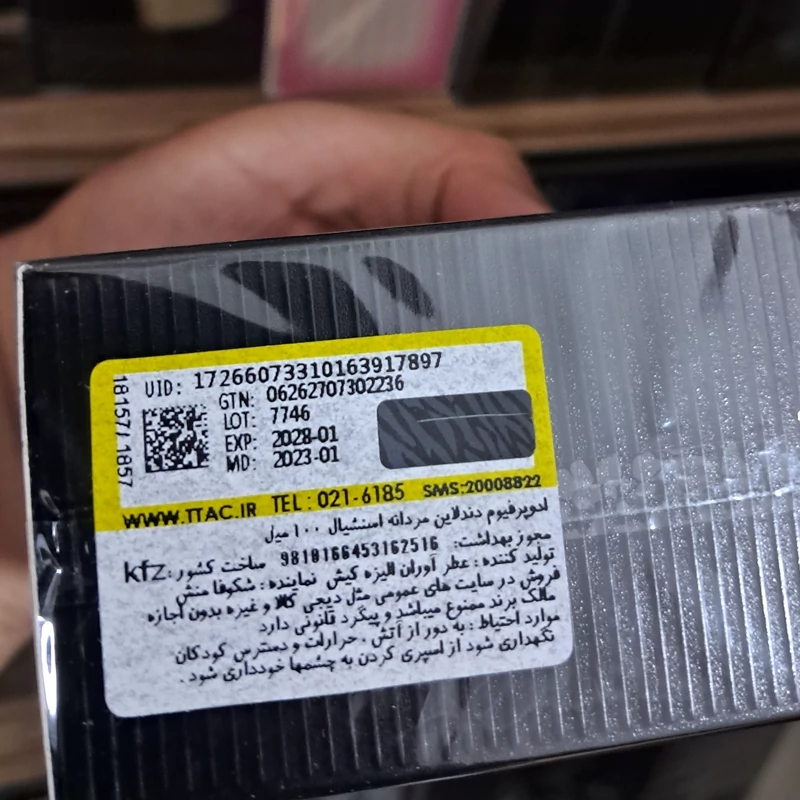 18157/1857
UID: 17266073310163917897
GTN: 06262707302236
LOT: 7746
EXP: 2028-01
MD: 2023-01
WWW.TTAC.IR TEL: 021-6185 SMS:20008822
ادوپرفیوم دندلاین مردانه اسنشیال ۱۰۰ میل
مجوز بهداشت: 9810166453162516 ساخت کشور: kfz
تولید کننده: عطر آوران الیزه کیش نماینده: شکوفا منش
فروش در سایت های عمومی مثل دیجی کالا و غیره بدون اجازه
مالک برند ممنوع میباشد و پیگرد قانونی دارد
موارد احتیاط: به دور از آتش، حرارات و دسترس کودکان
نگهداری شود از اسپری کردن به چشمها خودداری شود.